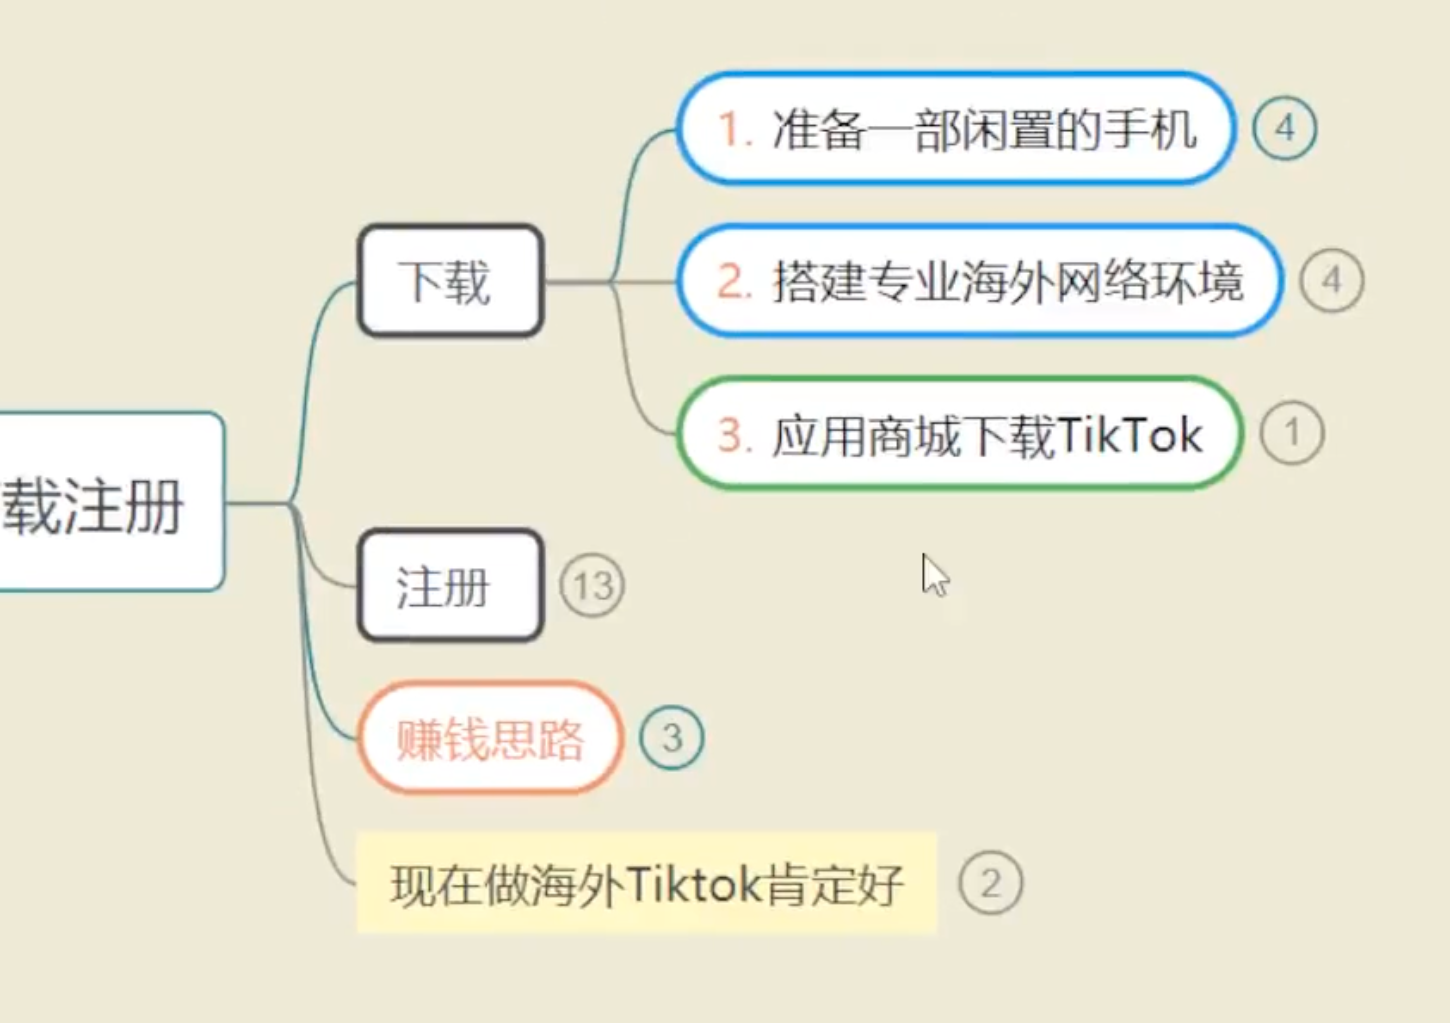 载注册
下载
1. 准备一部闲置的手机
4
2. 搭建专业海外网络环境
4
3. 应用商城下载TikTok
1
注册
13
赚钱思路
3
现在做海外Tiktok肯定好
2